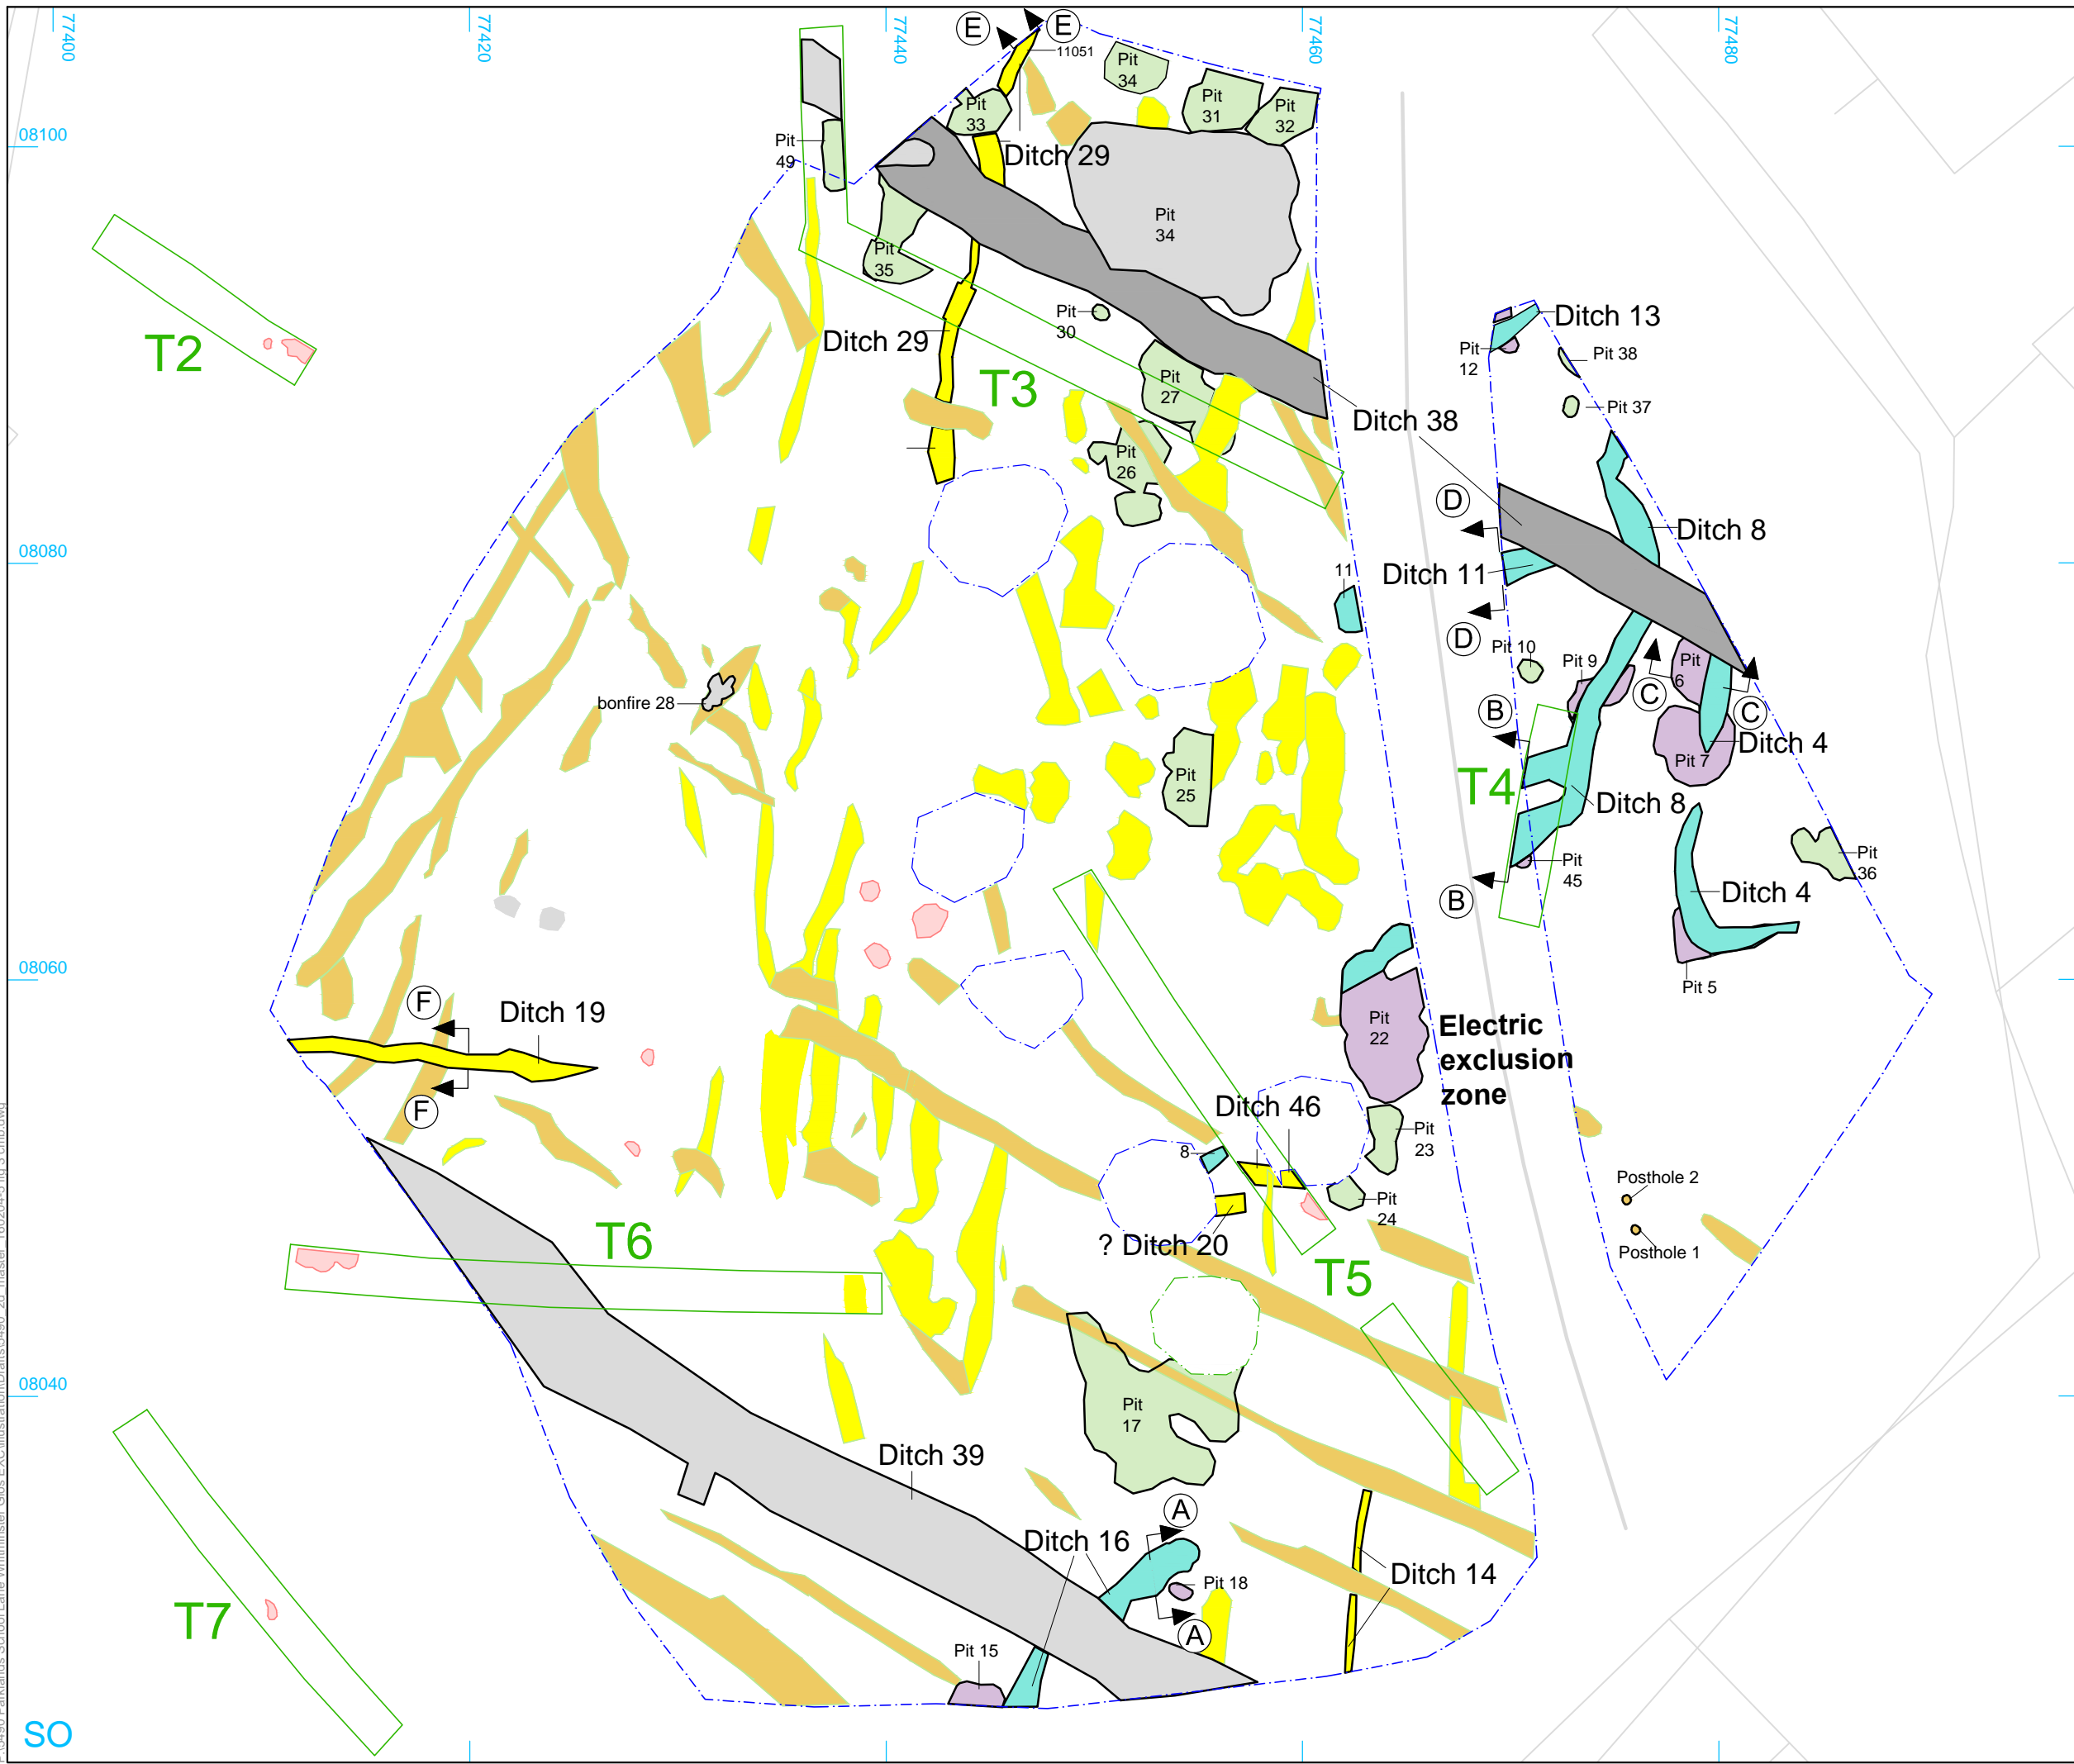 77400
77420
77440
77460
77480
E
E
11051
Pit
34
Pit
31
Pit
32
Pit
33
08100
Pit
49
Ditch 29
Pit
34
Pit
35
Pit
30
Ditch 13
Pit
12
Pit 38
T2
Ditch 29
T3
Pit
27
Pit 37
Ditch 38
Pit
26
D
Ditch 8
08080
11
Ditch 11
D
Pit 10
Pit 9
Pit
6
C
C
bonfire 28
B
Ditch 4
Pit 7
Pit
25
T4
Ditch 8
Pit
45
Pit
36
B
Ditch 4
08060
Pit 5
F
Ditch 19
Pit
22
Electric
exclusion
zone
F
Ditch 46
8
Pit
23
Posthole 2
Pit
24
? Ditch 20
Posthole 1
T6
T5
08040
Pit
17
Ditch 39
A
Ditch 16
Ditch 14
Pit 18
T7
A
Pit 15
SO